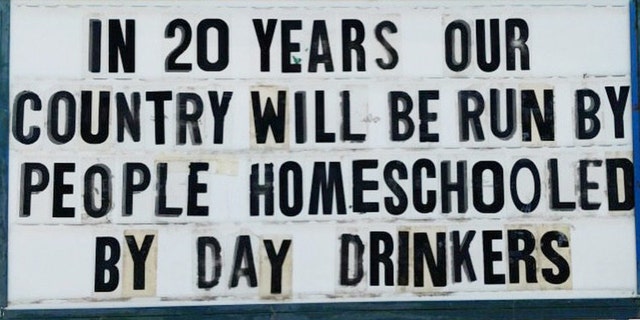 IN 20 YEARS OUR
COUNTRY WILL BE RUN BY
PEOPLE HOMESCHOOLED
BY DAY DRINKERS